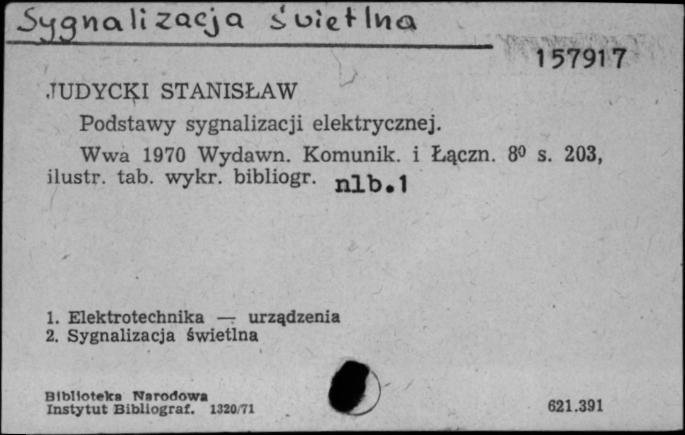 Sygnalizacja świetlna
157917
JUDYCKI STANISŁAW
Podstawy sygnalizacji elektrycznej.
Wwa 1970 Wydawn. Komunik. i Łączn. 8⁰ s. 203,
ilustr. tab. wykr. bibliogr. nlb.1
1. Elektrotechnika — urządzenia
2. Sygnalizacja świetlna
Biblioteka Narodowa
Instytut Bibliograf. 1320/71
621.391